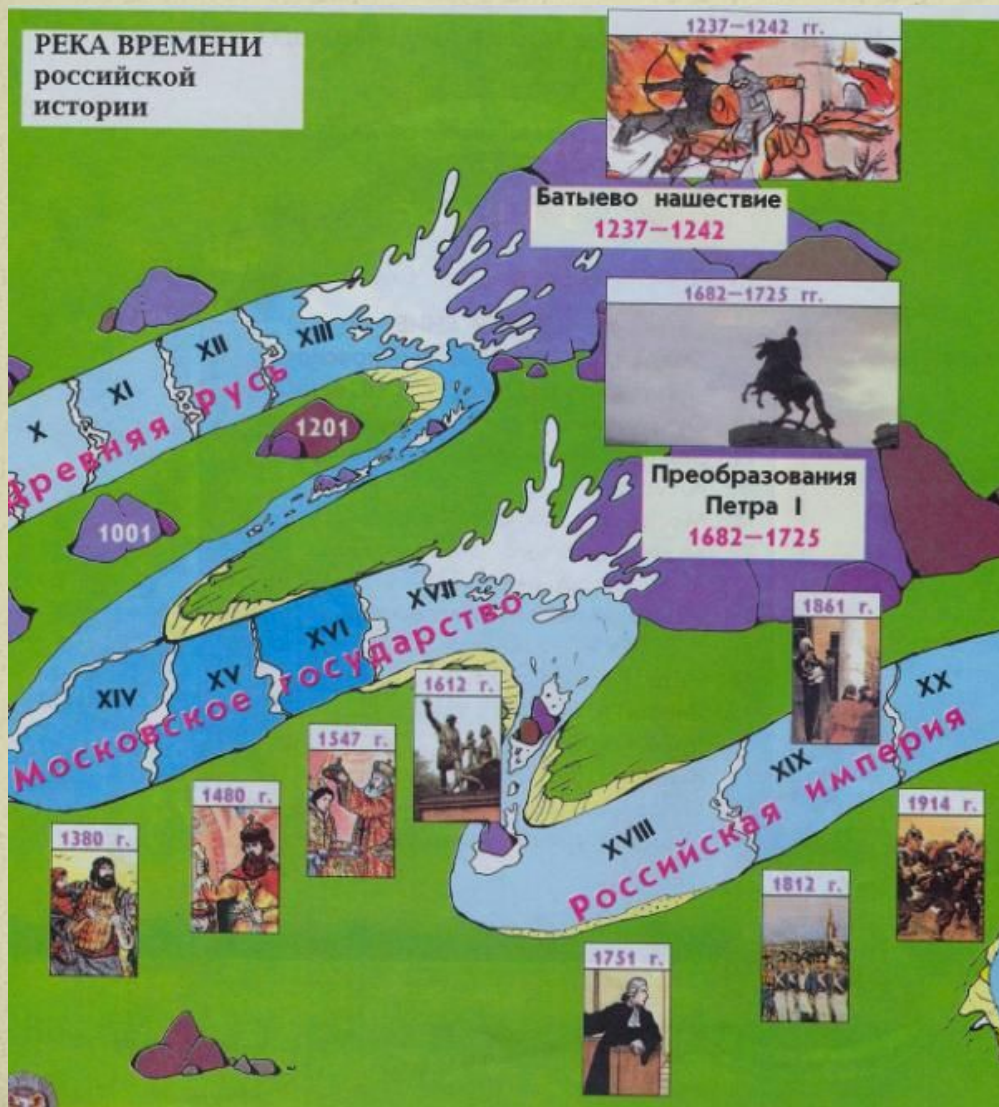 РЕКА ВРЕМЕНИ
российской
истории
1237—1242 гг.
Батыево нашествие
1237—1242
1682—1725 гг.
X
XI
XII
XIII
Древняя Русь
1201
1001
Преобразования
Петра I
1682—1725
XIV
XV
XVI
XVII
Московское государство
1861 г.
1612 г.
1547 г.
1480 г.
1380 г.
XVIII
XIX
XX
Российская империя
1914 г.
1812 г.
1751 г.